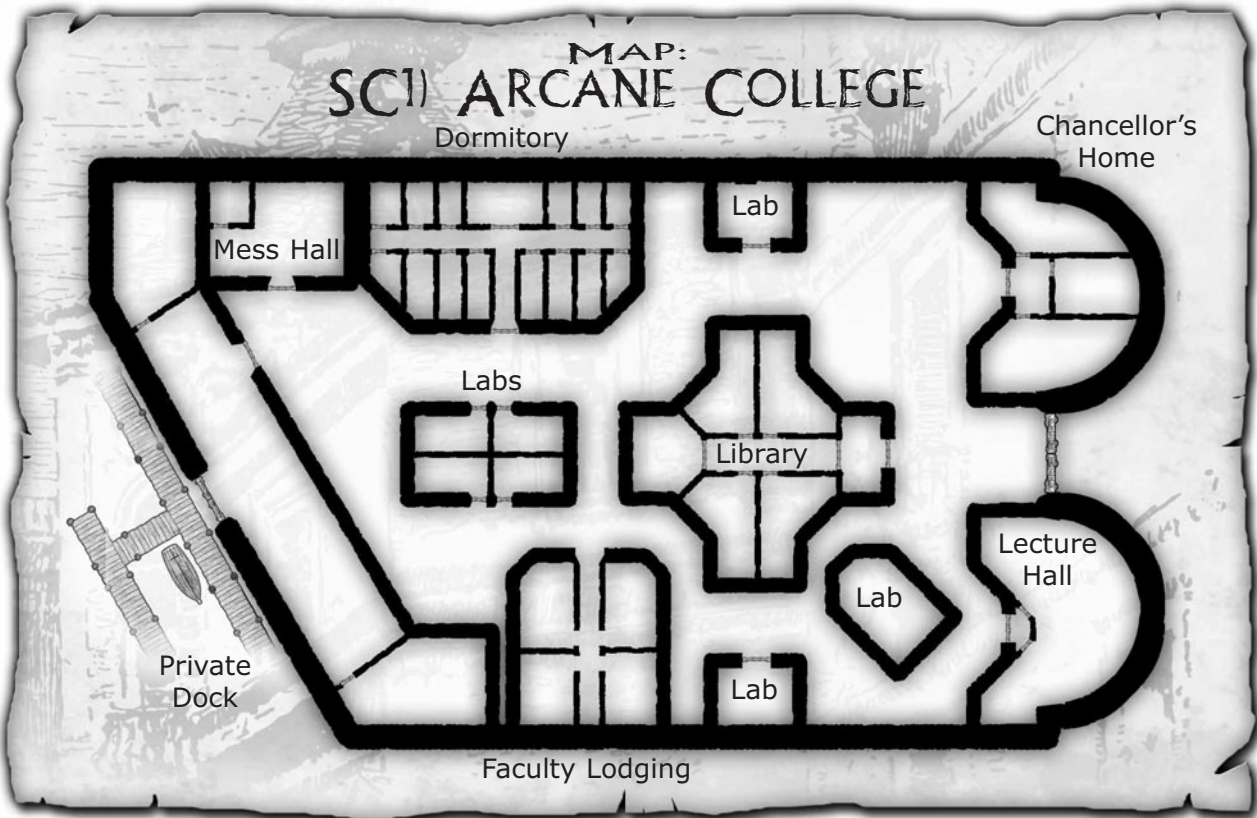 MAP:
SC1) ARCANE COLLEGE
Dormitory
Chancellor's
Home
Lab
Mess Hall
Labs
Library
Lecture
Hall
Lab
Private
Dock
Lab
Faculty Lodging